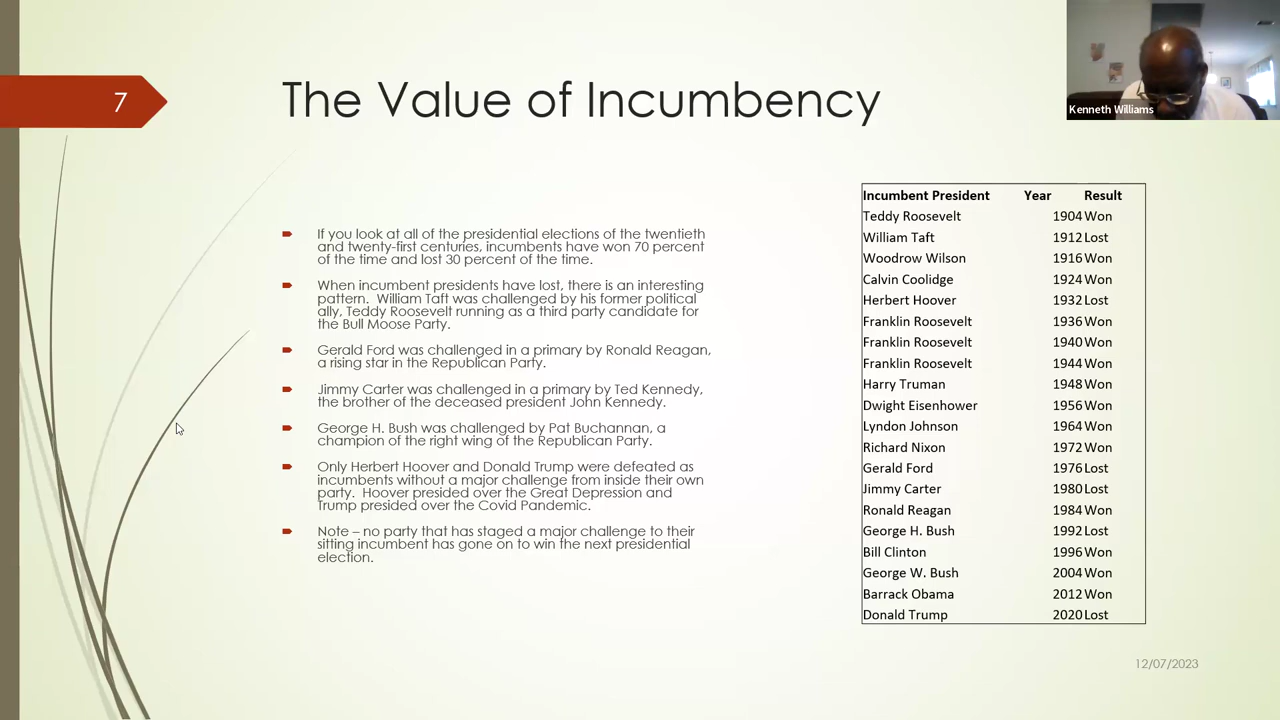 7
The Value of Incumbency
Kenneth Williams
If you look at all of the presidential elections of the twentieth
and twenty-first centuries, incumbents have won 70 percent
of the time and lost 30 percent of the time.
When incumbent presidents have lost, there is an interesting
pattern.  William Taft was challenged by his former political
ally, Teddy Roosevelt running as a third party candidate for
the Bull Moose Party.
Gerald Ford was challenged in a primary by Ronald Reagan,
a rising star in the Republican Party.
Jimmy Carter was challenged in a primary by Ted Kennedy,
the brother of the deceased president John Kennedy.
George H. Bush was challenged by Pat Buchannan, a
champion of the right wing of the Republican Party.
Only Herbert Hoover and Donald Trump were defeated as
incumbents without a major challenge from inside their own
party.  Hoover presided over the Great Depression and
Trump presided over the Covid Pandemic.
Note – no party that has staged a major challenge to their
sitting incumbent has gone on to win the next presidential
election.
Incumbent President Year Result
Teddy Roosevelt 1904 Won
William Taft 1912 Lost
Woodrow Wilson 1916 Won
Calvin Coolidge 1924 Won
Herbert Hoover 1932 Lost
Franklin Roosevelt 1936 Won
Franklin Roosevelt 1940 Won
Franklin Roosevelt 1944 Won
Harry Truman 1948 Won
Dwight Eisenhower 1956 Won
Lyndon Johnson 1964 Won
Richard Nixon 1972 Won
Gerald Ford 1976 Lost
Jimmy Carter 1980 Lost
Ronald Reagan 1984 Won
George H. Bush 1992 Lost
Bill Clinton 1996 Won
George W. Bush 2004 Won
Barrack Obama 2012 Won
Donald Trump 2020 Lost
12/07/2023